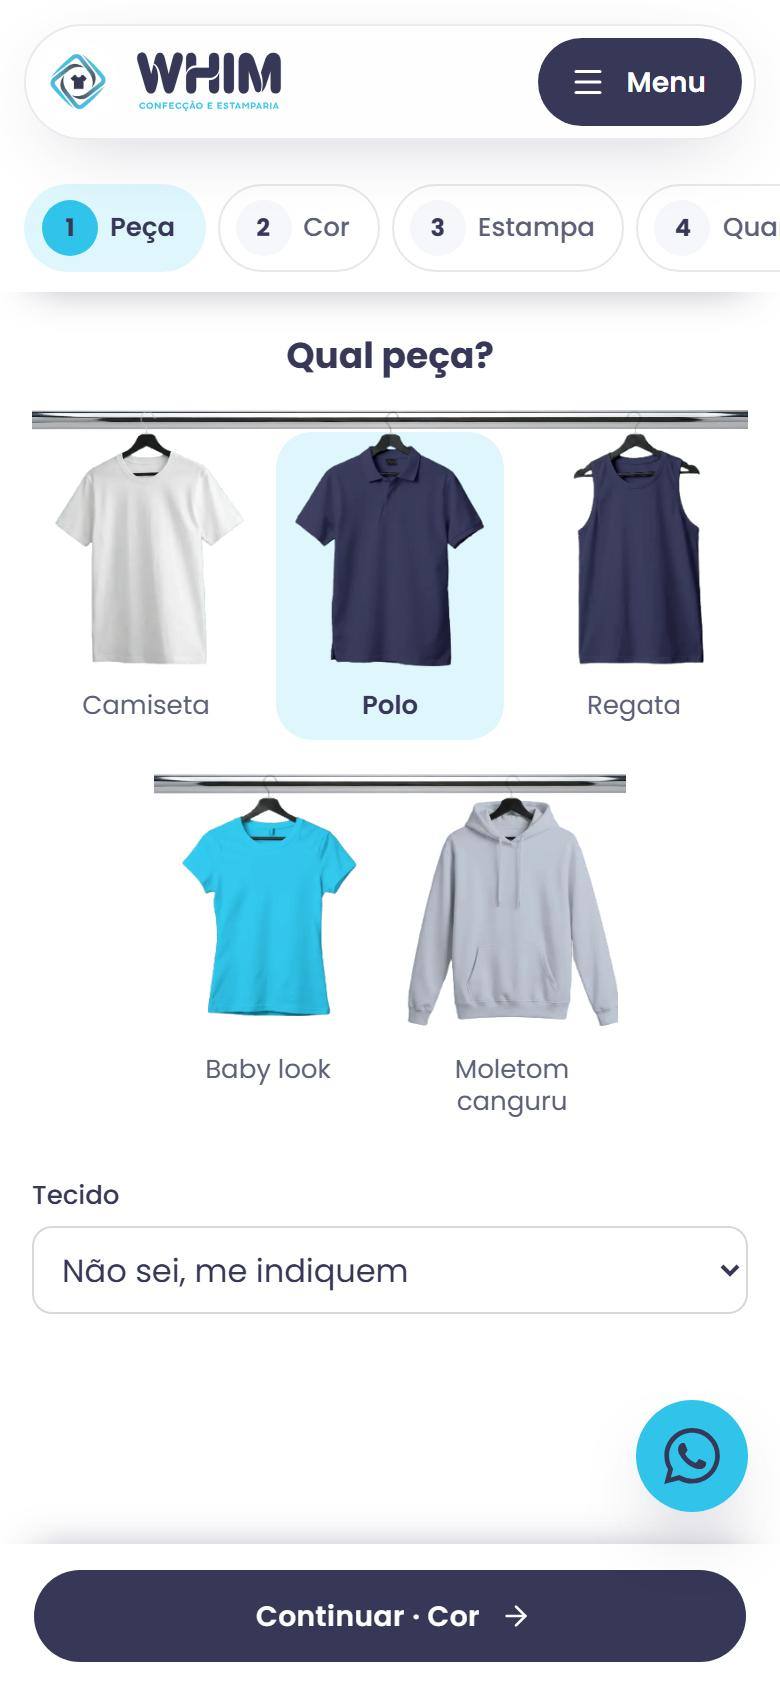 WHIM
CONFECÇÃO E ESTAMPARIA
Menu
1 Peça
2 Cor
3 Estampa
4
Qual peça?
Camiseta
Polo
Regata
Baby look
Moletom
canguru
Tecido
Não sei, me indiquem
Continuar · Cor →